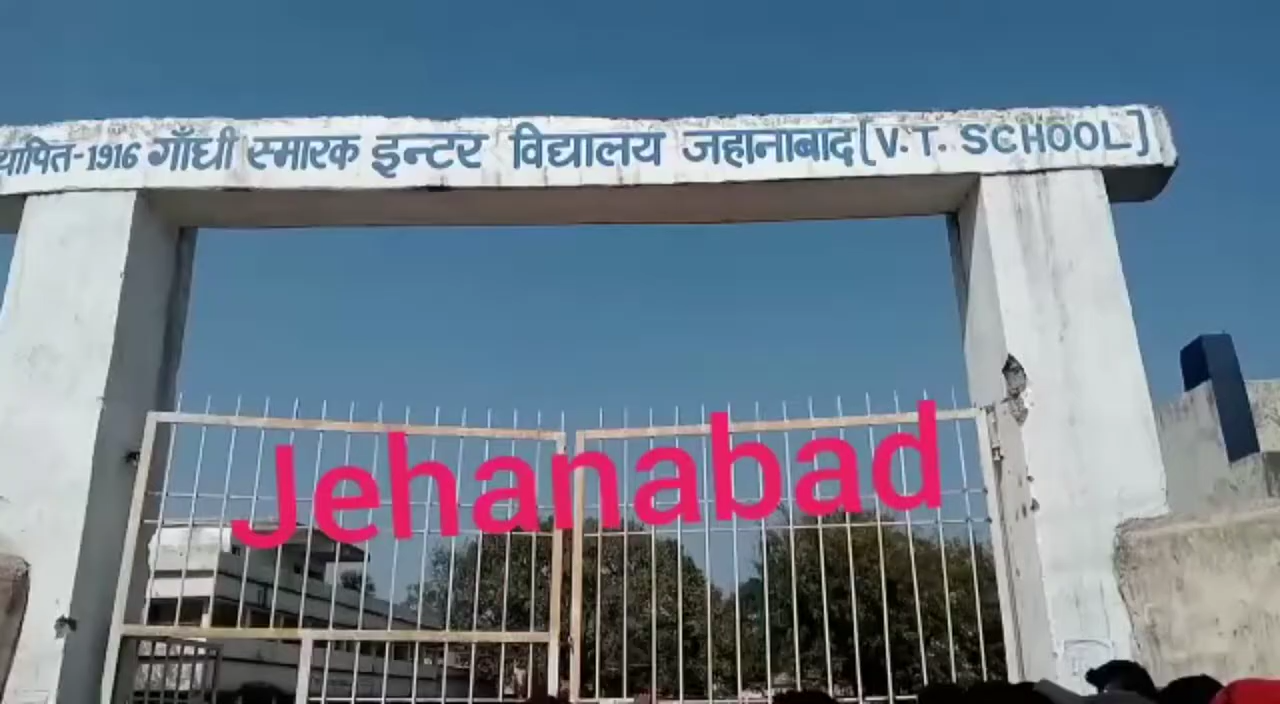 स्थापित-1916 गाँधी स्मारक इन्टर विद्यालय जहानाबाद [V.T. SCHOOL]
Jehanabad